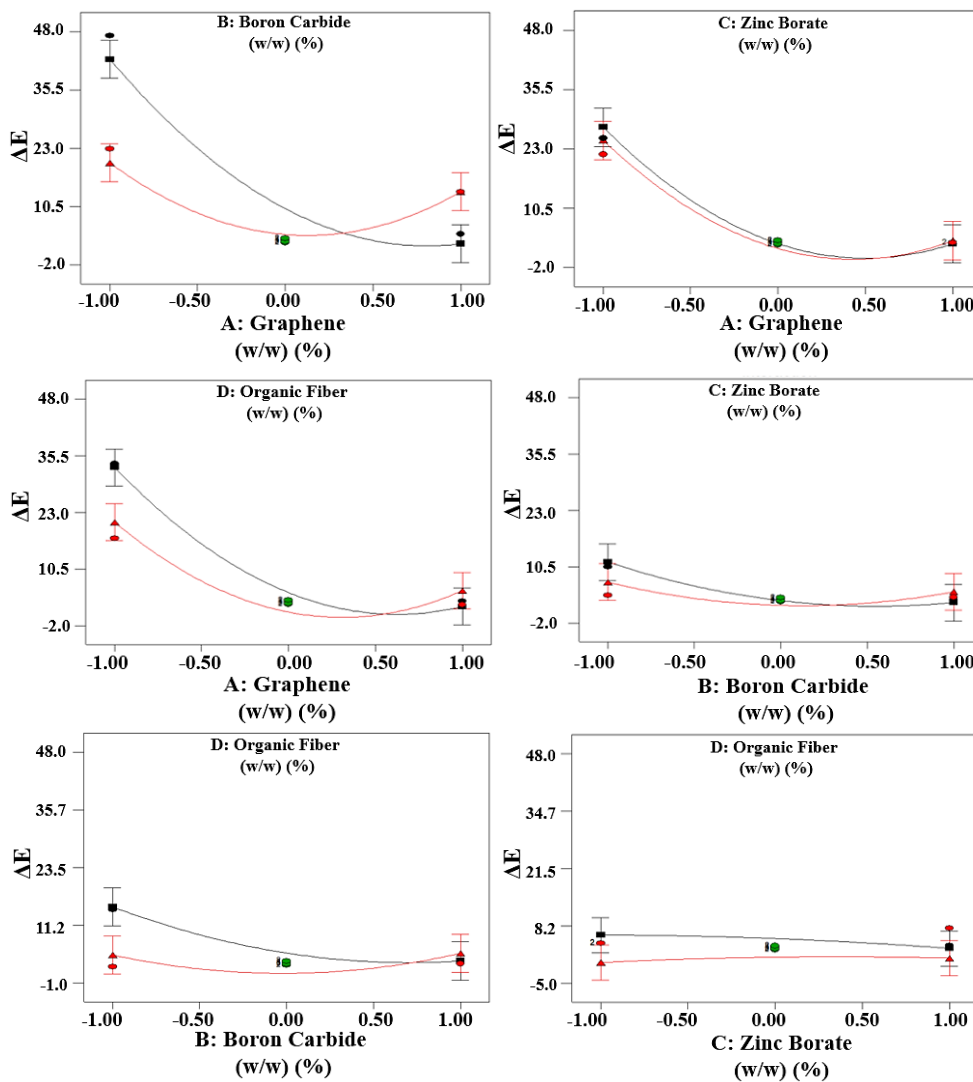 B: Boron Carbide
(w/w) (%)
48.0
35.5
23.0
10.5
-2.0
ΔE
-1.00 -0.50 0.00 0.50 1.00
A: Graphene
(w/w) (%)
C: Zinc Borate
(w/w) (%)
48.0
35.5
23.0
10.5
-2.0
ΔE
2
-1.00 -0.50 0.00 0.50 1.00
A: Graphene
(w/w) (%)
D: Organic Fiber
(w/w) (%)
48.0
35.5
23.0
10.5
-2.0
ΔE
-1.00 -0.50 0.00 0.50 1.00
A: Graphene
(w/w) (%)
C: Zinc Borate
(w/w) (%)
48.0
35.5
23.0
10.5
-2.0
ΔE
-1.00 -0.50 0.00 0.50 1.00
B: Boron Carbide
(w/w) (%)
D: Organic Fiber
(w/w) (%)
48.0
35.7
23.5
11.2
-1.0
ΔE
-1.00 -0.50 0.00 0.50 1.00
B: Boron Carbide
(w/w) (%)
D: Organic Fiber
(w/w) (%)
48.0
34.7
21.5
8.2
-5.0
ΔE
2
-1.00 -0.50 0.00 0.50 1.00
C: Zinc Borate
(w/w) (%)